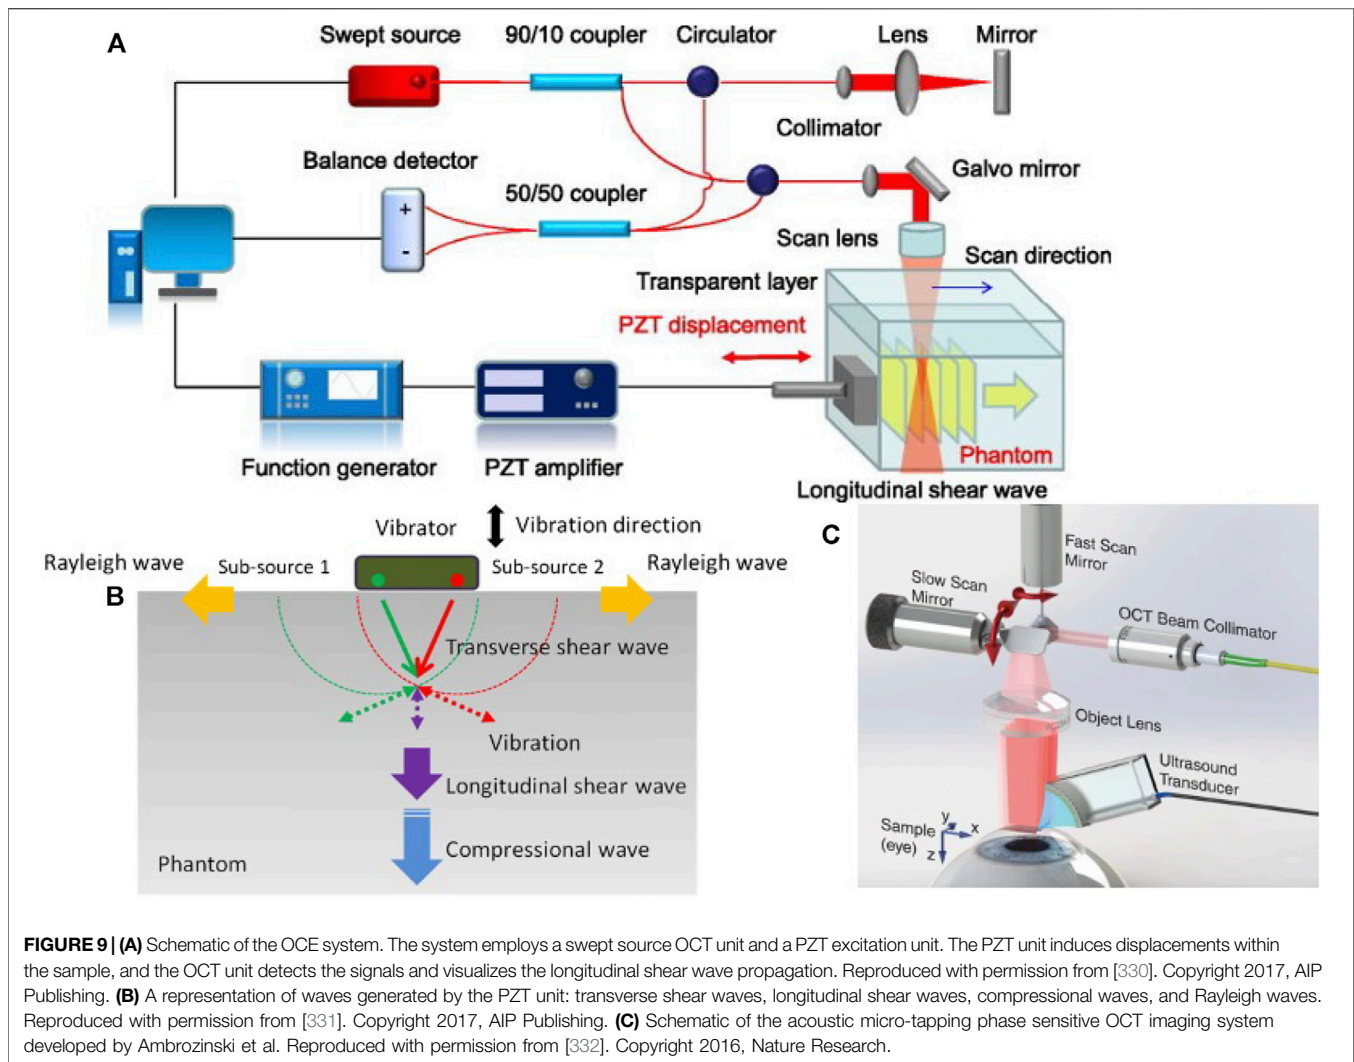 A
Swept source
90/10 coupler
Circulator
Lens
Mirror
Collimator
Balance detector
+
-
50/50 coupler
Galvo mirror
Scan lens
Scan direction
Transparent layer
PZT displacement
Phantom
Function generator
PZT amplifier
Longitudinal shear wave
B
Vibrator
Vibration direction
Rayleigh wave
Sub-source 1
Sub-source 2
Rayleigh wave
Transverse shear wave
Vibration
Longitudinal shear wave
Compressional wave
Phantom
C
Fast Scan
Mirror
Slow Scan
Mirror
OCT Beam Collimator
Object Lens
Ultrasound
Transducer
Sample
(eye)
y
x
z
FIGURE 9 | (A) Schematic of the OCE system. The system employs a swept source OCT unit and a PZT excitation unit. The PZT unit induces displacements within
the sample, and the OCT unit detects the signals and visualizes the longitudinal shear wave propagation. Reproduced with permission from [330]. Copyright 2017, AIP
Publishing. (B) A representation of waves generated by the PZT unit: transverse shear waves, longitudinal shear waves, compressional waves, and Rayleigh waves.
Reproduced with permission from [331]. Copyright 2017, AIP Publishing. (C) Schematic of the acoustic micro-tapping phase sensitive OCT imaging system
developed by Ambrozinski et al. Reproduced with permission from [332]. Copyright 2016, Nature Research.